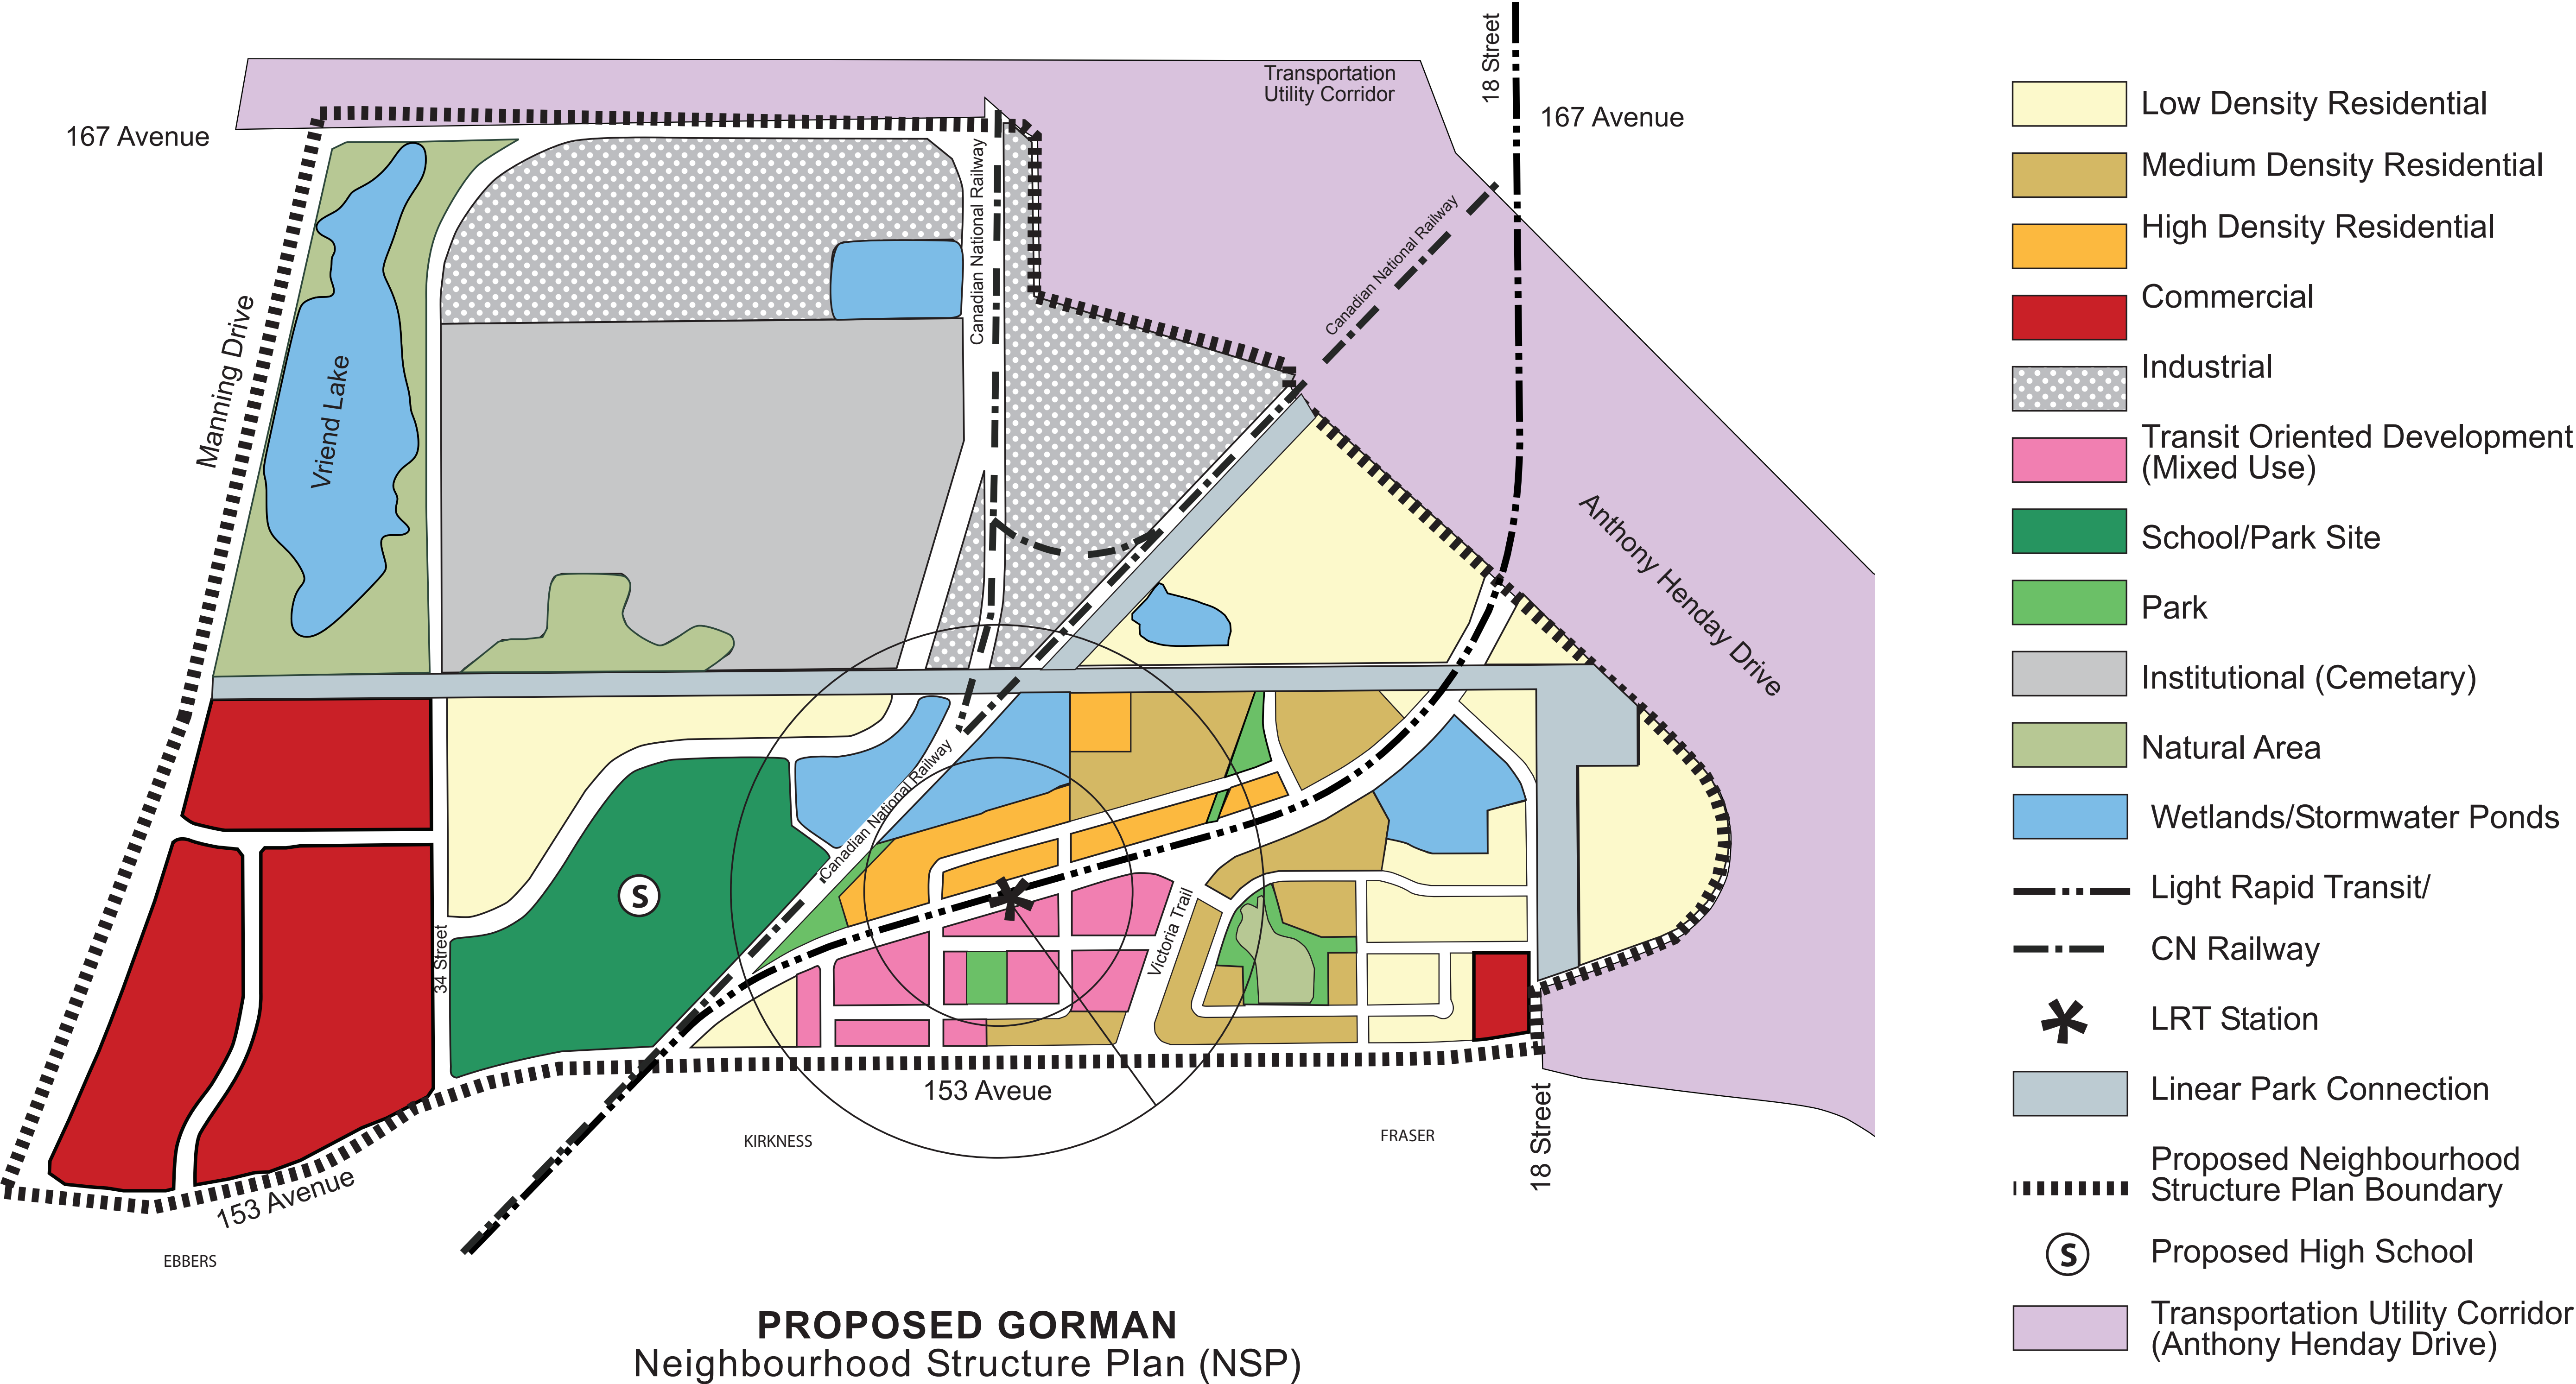 18 Street
Transportation
Utility Corridor
167 Avenue
167 Avenue
Canadian National Railway
Canadian National Railway
Manning Drive
Vriend Lake
Anthony Henday Drive
Canadian National Railway
S
34 Street
Victoria Trail
153 Aveue
KIRKNESS
FRASER
18 Street
153 Avenue
EBBERS
PROPOSED GORMAN
Neighbourhood Structure Plan (NSP)
Low Density Residential
Medium Density Residential
High Density Residential
Commercial
Industrial
Transit Oriented Development
(Mixed Use)
School/Park Site
Park
Institutional (Cemetary)
Natural Area
Wetlands/Stormwater Ponds
Light Rapid Transit/
CN Railway
LRT Station
Linear Park Connection
Proposed Neighbourhood
Structure Plan Boundary
S
Proposed High School
Transportation Utility Corridor
(Anthony Henday Drive)